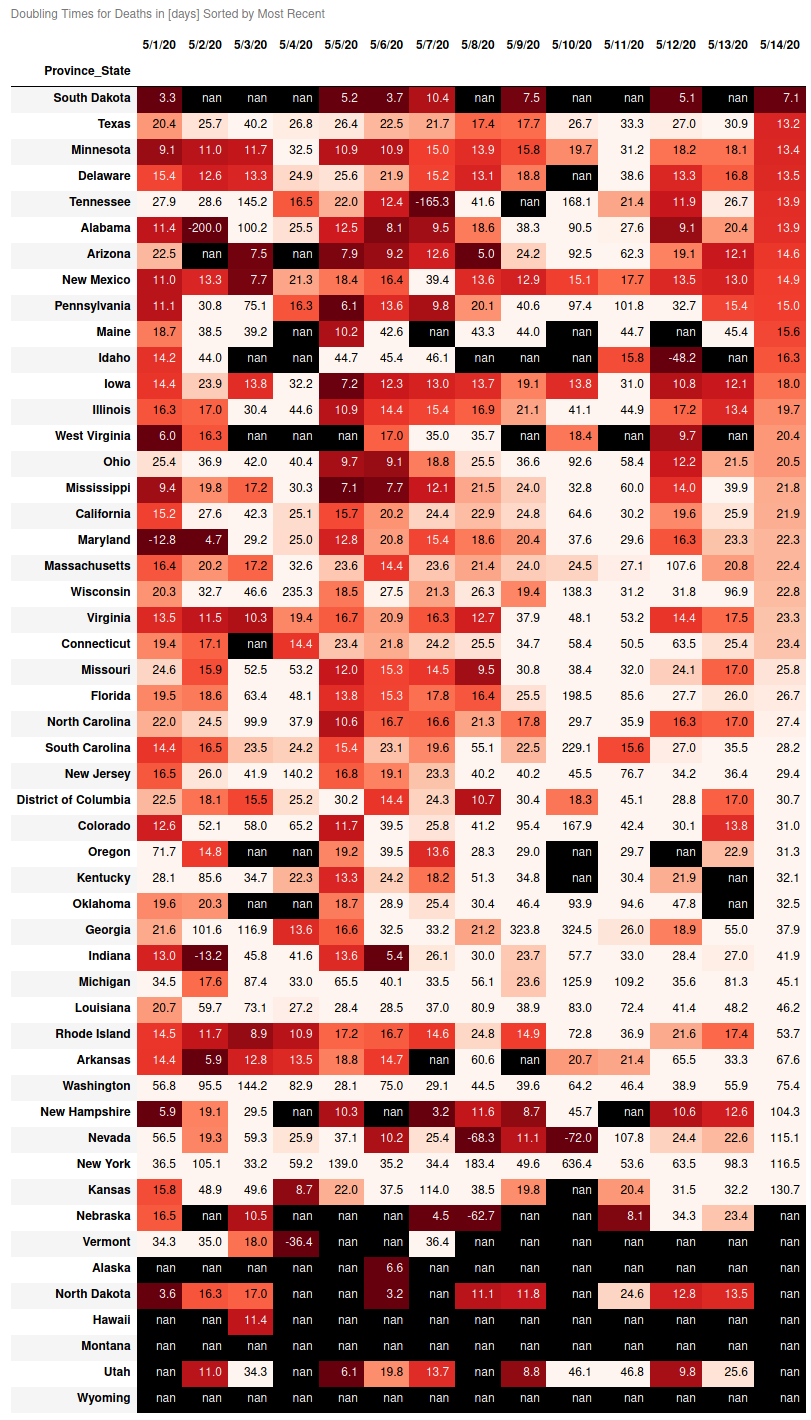 Doubling Times for Deaths in [days] Sorted by Most Recent
5/1/20 5/2/20 5/3/20 5/4/20 5/5/20 5/6/20 5/7/20 5/8/20 5/9/20 5/10/20 5/11/20 5/12/20 5/13/20 5/14/20
Province_State
South Dakota 3.3 nan nan nan 5.2 3.7 10.4 nan 7.5 nan nan 5.1 nan 7.1
Texas 20.4 25.7 40.2 26.8 26.4 22.5 21.7 17.4 17.7 26.7 33.3 27.0 30.9 13.2
Minnesota 9.1 11.0 11.7 32.5 10.9 10.9 15.0 13.9 15.8 19.7 31.2 18.2 18.1 13.4
Delaware 15.4 12.6 13.3 24.9 25.6 21.9 15.2 13.1 18.8 nan 38.6 13.3 16.8 13.5
Tennessee 27.9 28.6 145.2 16.5 22.0 12.4 -165.3 41.6 nan 168.1 21.4 11.9 26.7 13.9
Alabama 11.4 -200.0 100.2 25.5 12.5 8.1 9.5 18.6 38.3 90.5 27.6 9.1 20.4 13.9
Arizona 22.5 nan 7.5 nan 7.9 9.2 12.6 5.0 24.2 92.5 62.3 19.1 12.1 14.6
New Mexico 11.0 13.3 7.7 21.3 18.4 16.4 39.4 13.6 12.9 15.1 17.7 13.5 13.0 14.9
Pennsylvania 11.1 30.8 75.1 16.3 6.1 13.6 9.8 20.1 40.6 97.4 101.8 32.7 15.4 15.0
Maine 18.7 38.5 39.2 nan 10.2 42.6 nan 43.3 44.0 nan 44.7 nan 45.4 15.6
Idaho 14.2 44.0 nan nan 44.7 45.4 46.1 nan nan nan 15.8 -48.2 nan 16.3
Iowa 14.4 23.9 13.8 32.2 7.2 12.3 13.0 13.7 19.1 13.8 31.0 10.8 12.1 18.0
Illinois 16.3 17.0 30.4 44.6 10.9 14.4 15.4 16.9 21.1 41.1 44.9 17.2 13.4 19.7
West Virginia 6.0 16.3 nan nan nan 17.0 35.0 35.7 nan 18.4 nan 9.7 nan 20.4
Ohio 25.4 36.9 42.0 40.4 9.7 9.1 18.8 25.5 36.6 92.6 58.4 12.2 21.5 20.5
Mississippi 9.4 19.8 17.2 30.3 7.1 7.7 12.1 21.5 24.0 32.8 60.0 14.0 39.9 21.8
California 15.2 27.6 42.3 25.1 15.7 20.2 24.4 22.9 24.8 64.6 30.2 19.6 25.9 21.9
Maryland -12.8 4.7 29.2 25.0 12.8 20.8 15.4 18.6 20.4 37.6 29.6 16.3 23.3 22.3
Massachusetts 16.4 20.2 17.2 32.6 23.6 14.4 23.6 21.4 24.0 24.5 27.1 107.6 20.8 22.4
Wisconsin 20.3 32.7 46.6 235.3 18.5 27.5 21.3 26.3 19.4 138.3 31.2 31.8 96.9 22.8
Virginia 13.5 11.5 10.3 19.4 16.7 20.9 16.3 12.7 37.9 48.1 53.2 14.4 17.5 23.3
Connecticut 19.4 17.1 nan 14.4 23.4 21.8 24.2 25.5 34.7 58.4 50.5 63.5 25.4 23.4
Missouri 24.6 15.9 52.5 53.2 12.0 15.3 14.5 9.5 30.8 38.4 32.0 24.1 17.0 25.8
Florida 19.5 18.6 63.4 48.1 13.8 15.3 17.8 16.4 25.5 198.5 85.6 27.7 26.0 26.7
North Carolina 22.0 24.5 99.9 37.9 10.6 16.7 16.6 21.3 17.8 29.7 35.9 16.3 17.0 27.4
South Carolina 14.4 16.5 23.5 24.2 15.4 23.1 19.6 55.1 22.5 229.1 15.6 27.0 35.5 28.2
New Jersey 16.5 26.0 41.9 140.2 16.8 19.1 23.3 40.2 40.2 45.5 76.7 34.2 36.4 29.4
District of Columbia 22.5 18.1 15.5 25.2 30.2 14.4 24.3 10.7 30.4 18.3 45.1 28.8 17.0 30.7
Colorado 12.6 52.1 58.0 65.2 11.7 39.5 25.8 41.2 95.4 167.9 42.4 30.1 13.8 31.0
Oregon 71.7 14.8 nan nan 19.2 39.5 13.6 28.3 29.0 nan 29.7 nan 22.9 31.3
Kentucky 28.1 85.6 34.7 22.3 13.3 24.2 18.2 51.3 34.8 nan 30.4 21.9 nan 32.1
Oklahoma 19.6 20.3 nan nan 18.7 28.9 25.4 30.4 46.4 93.9 94.6 47.8 nan 32.5
Georgia 21.6 101.6 116.9 13.6 16.6 32.5 33.2 21.2 323.8 324.5 26.0 18.9 55.0 37.9
Indiana 13.0 -13.2 45.8 41.6 13.6 5.4 26.1 30.0 23.7 57.7 33.0 28.4 27.0 41.9
Michigan 34.5 17.6 87.4 33.0 65.5 40.1 33.5 56.1 23.6 125.9 109.2 35.6 81.3 45.1
Louisiana 20.7 59.7 73.1 27.2 28.4 28.5 37.0 80.9 38.9 83.0 72.4 41.4 48.2 46.2
Rhode Island 14.5 11.7 8.9 10.9 17.2 16.7 14.6 24.8 14.9 72.8 36.9 21.6 17.4 53.7
Arkansas 14.4 5.9 12.8 13.5 18.8 14.7 nan 60.6 nan 20.7 21.4 65.5 33.3 67.6
Washington 56.8 95.5 144.2 82.9 28.1 75.0 29.1 44.5 39.6 64.2 46.4 38.9 55.9 75.4
New Hampshire 5.9 19.1 29.5 nan 10.3 nan 3.2 11.6 8.7 45.7 nan 10.6 12.6 104.3
Nevada 56.5 19.3 59.3 25.9 37.1 10.2 25.4 -68.3 11.1 -72.0 107.8 24.4 22.6 115.1
New York 36.5 105.1 33.2 59.2 139.0 35.2 34.4 183.4 49.6 636.4 53.6 63.5 98.3 116.5
Kansas 15.8 48.9 49.6 8.7 22.0 37.5 114.0 38.5 19.8 nan 20.4 31.5 32.2 130.7
Nebraska 16.5 nan 10.5 nan nan nan 4.5 -62.7 nan nan 8.1 34.3 23.4 nan
Vermont 34.3 35.0 18.0 -36.4 nan nan 36.4 nan nan nan nan nan nan nan
Alaska nan nan nan nan nan 6.6 nan nan nan nan nan nan nan nan
North Dakota 3.6 16.3 17.0 nan nan 3.2 nan 11.1 11.8 nan 24.6 12.8 13.5 nan
Hawaii nan nan 11.4 nan nan nan nan nan nan nan nan nan nan nan
Montana nan nan nan nan nan nan nan nan nan nan nan nan nan nan
Utah nan 11.0 34.3 nan 6.1 19.8 13.7 nan 8.8 46.1 46.8 9.8 25.6 nan
Wyoming nan nan nan nan nan nan nan nan nan nan nan nan nan nan